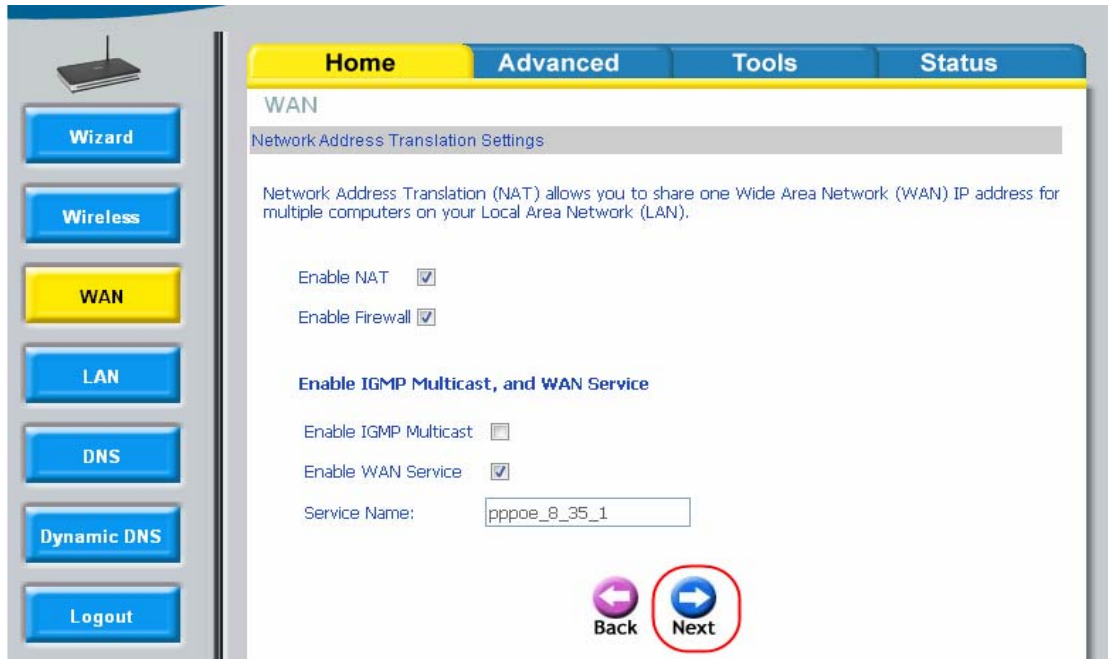 Home Advanced Tools Status
Wizard
Wireless
WAN
LAN
DNS
Dynamic DNS
Logout
WAN
Network Address Translation Settings
Network Address Translation (NAT) allows you to share one Wide Area Network (WAN) IP address for
multiple computers on your Local Area Network (LAN).
Enable NAT
Enable Firewall
Enable IGMP Multicast, and WAN Service
Enable IGMP Multicast
Enable WAN Service
Service Name: pppoe_8_35_1
Back Next